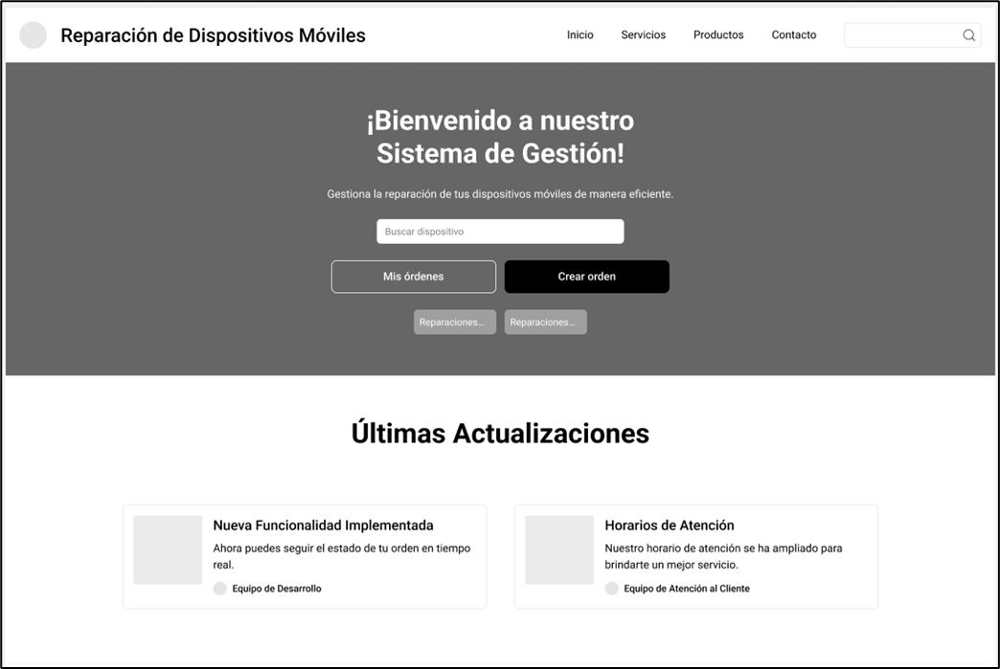 Reparación de Dispositivos Móviles
Inicio
Servicios
Productos
Contacto
¡Bienvenido a nuestro
Sistema de Gestión!
Gestiona la reparación de tus dispositivos móviles de manera eficiente.
Buscar dispositivo
Mis órdenes
Crear orden
Reparaciones...
Reparaciones...
Últimas Actualizaciones
Nueva Funcionalidad Implementada
Ahora puedes seguir el estado de tu orden en tiempo
real.
Equipo de Desarrollo
Horarios de Atención
Nuestro horario de atención se ha ampliado para
brindarte un mejor servicio.
Equipo de Atención al Cliente